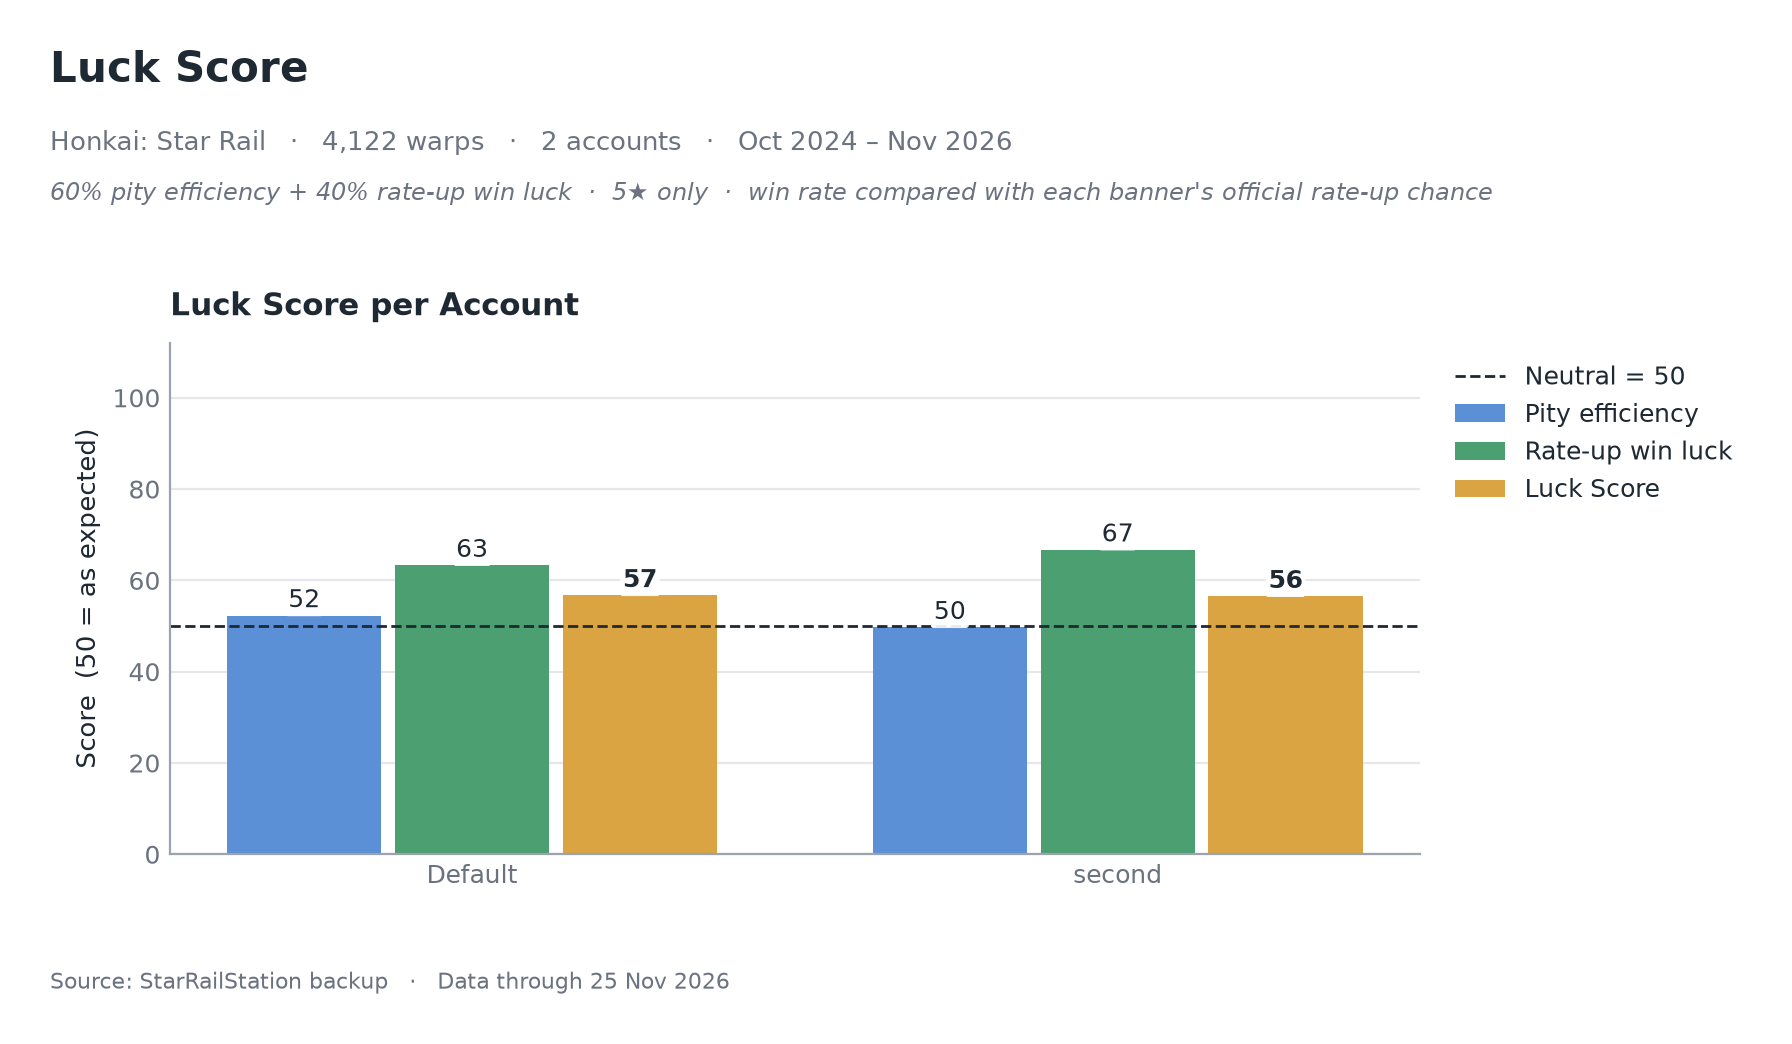 Luck Score
Honkai: Star Rail · 4,122 warps · 2 accounts · Oct 2024 – Nov 2026
60% pity efficiency + 40% rate-up win luck · 5★ only · win rate compared with each banner's official rate-up chance
Luck Score per Account
Score (50 = as expected)
100
80
60
40
20
0
52
63
57
50
67
56
Default
second
Neutral = 50
Pity efficiency
Rate-up win luck
Luck Score
Source: StarRailStation backup · Data through 25 Nov 2026